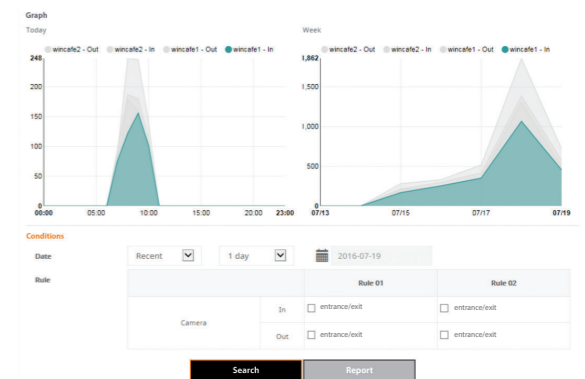 Graph
Today Week
wincafe2 - Out wincafe2 - In wincafe1 - Out wincafe1 - In wincafe2 - Out wincafe2 - In wincafe1 - Out wincafe1 - In
248 1,862
200 1,500
150 1,000
100
50 500
0 0
00:00 05:00 10:00 15:00 20:00 23:00 07/13 07/15 07/17 07/19
Conditions
Date Recent 1 day 2016-07-19
Rule Rule 01 Rule 02
Camera In entrance/exit entrance/exit
Out entrance/exit entrance/exit
Search Report